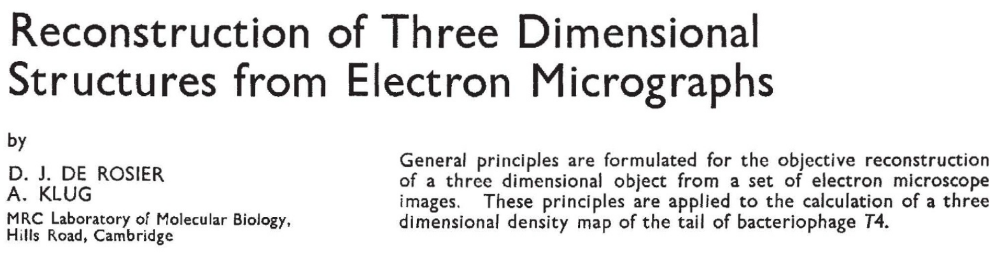 Reconstruction of Three Dimensional
Structures from Electron Micrographs
by
D. J. DE ROSIER
A. KLUG
MRC Laboratory of Molecular Biology,
Hills Road, Cambridge
General principles are formulated for the objective reconstruction
of a three dimensional object from a set of electron microscope
images. These principles are applied to the calculation of a three
dimensional density map of the tail of bacteriophage T4.